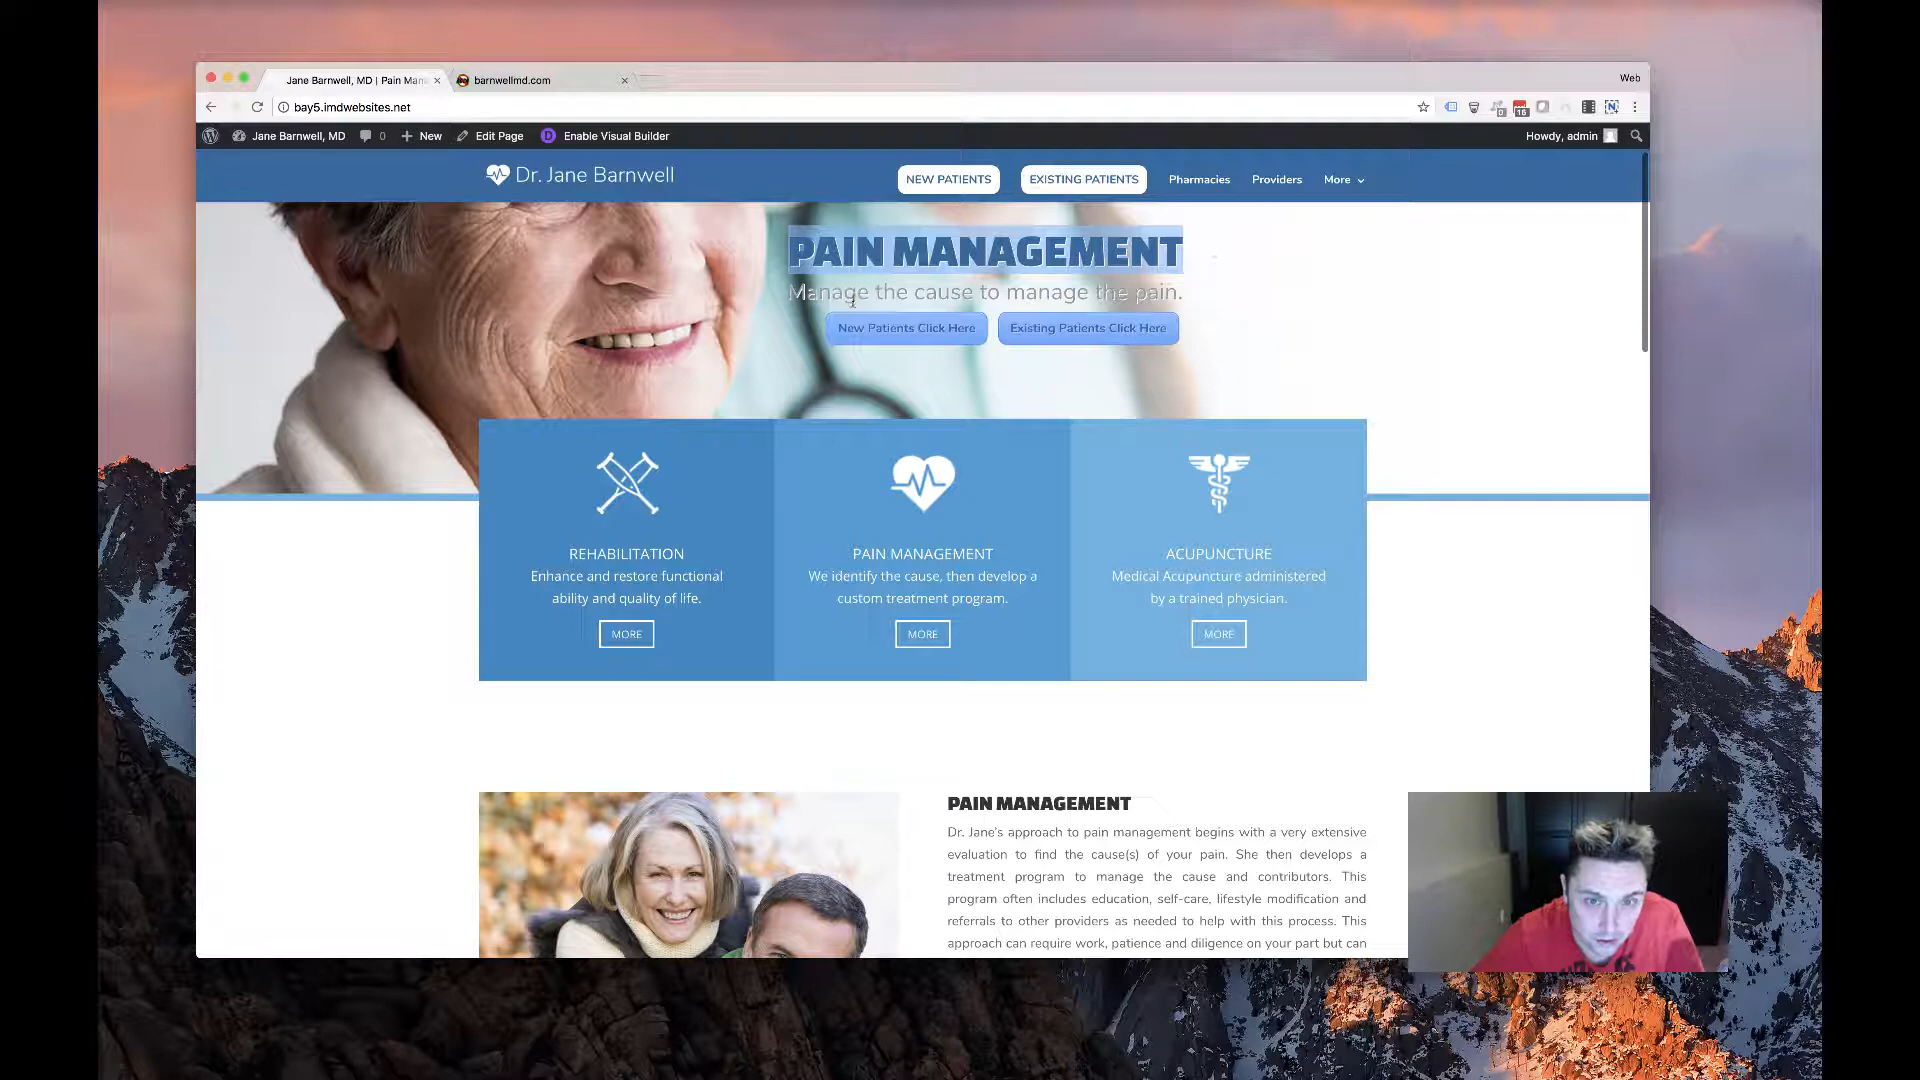 Jane Barnwell, MD | Pain Man
barnwellmd.com
Web
bay5.imdwebsites.net
0
16
Jane Barnwell, MD
0
New
Edit Page
Enable Visual Builder
Howdy, admin
Dr. Jane Barnwell
NEW PATIENTS
EXISTING PATIENTS
Pharmacies
Providers
More
PAIN MANAGEMENT
Manage the cause to manage the pain.
New Patients Click Here
Existing Patients Click Here
REHABILITATION
Enhance and restore functional
ability and quality of life.
MORE
PAIN MANAGEMENT
We identify the cause, then develop a
custom treatment program.
MORE
ACUPUNCTURE
Medical Acupuncture administered
by a trained physician.
MORE
PAIN MANAGEMENT
Dr. Jane's approach to pain management begins with a very extensive
evaluation to find the cause(s) of your pain. She then develops a
treatment program to manage the cause and contributors. This
program often includes education, self-care, lifestyle modification and
referrals to other providers as needed to help with this process. This
approach can require work, patience and diligence on your part but can